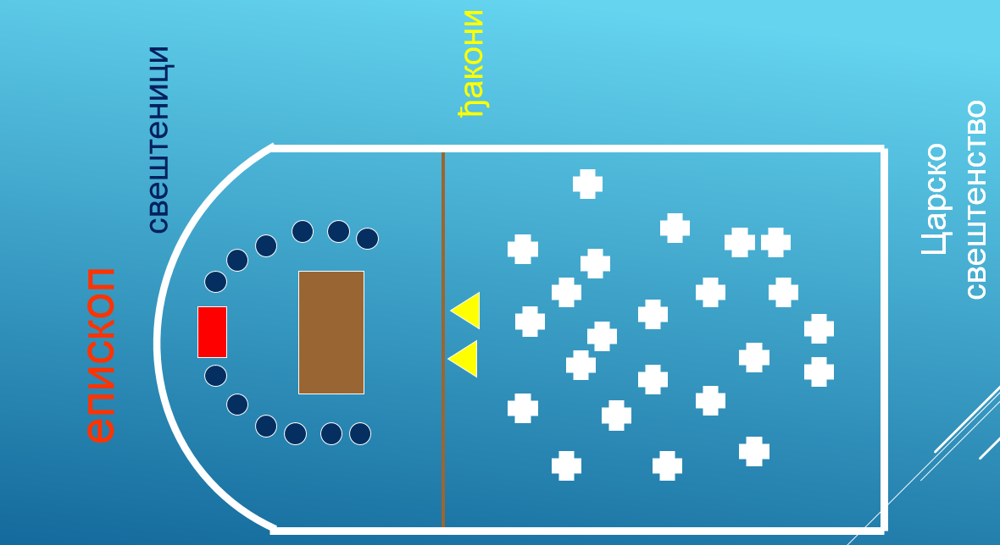 епископ
свештеници
ђакони
Царско
свештенство